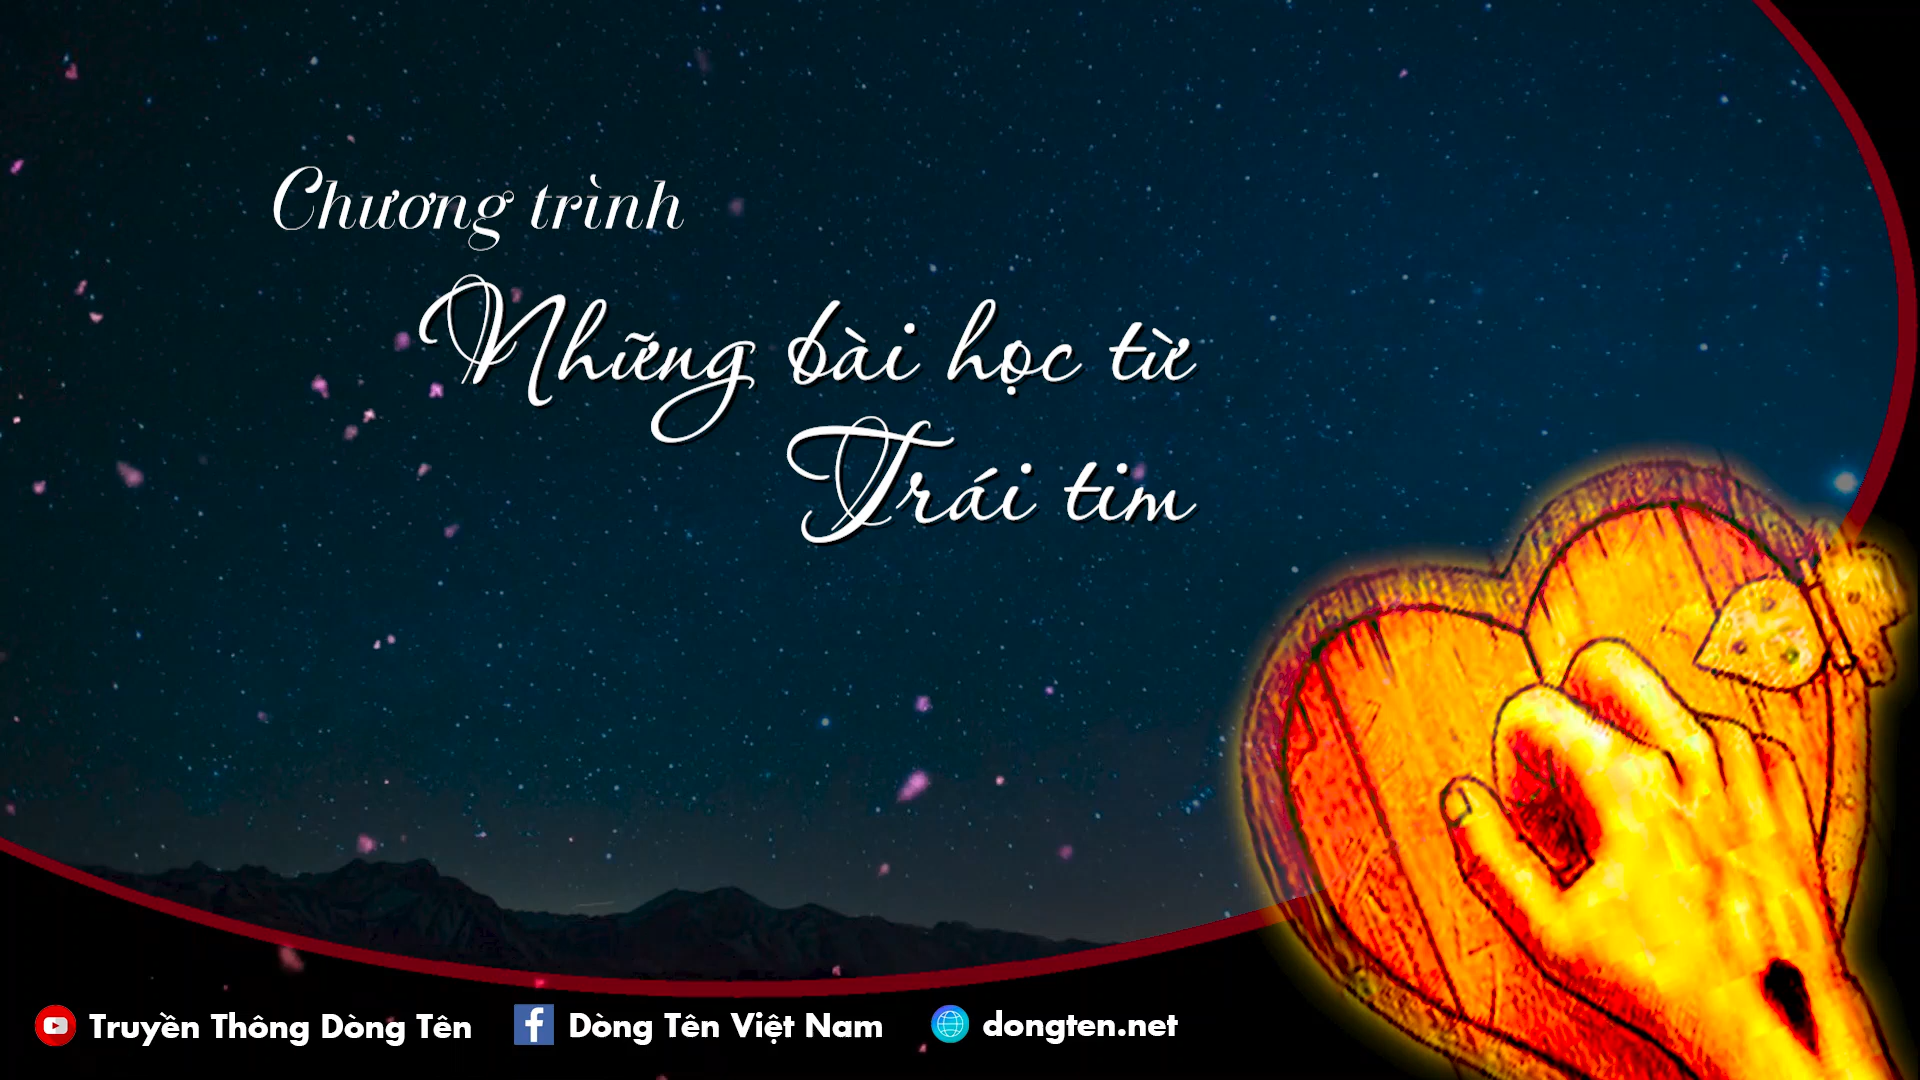 Chương trình
Những bài học từ
Trái tim
Truyền Thông Dòng Tên
Dòng Tên Việt Nam
dongten.net